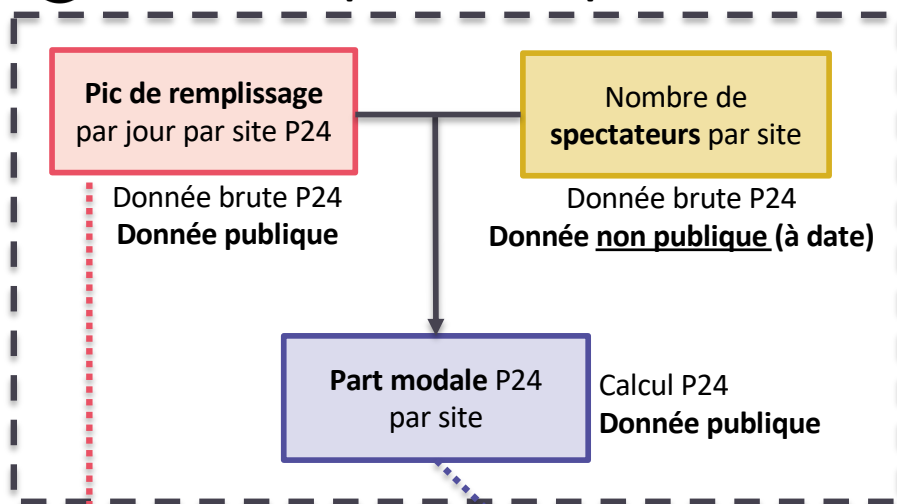 Pic de remplissage
par jour par site P24
Nombre de
spectateurs par site
Donnée brute P24
Donnée publique
Donnée brute P24
Donnée non publique (à date)
Part modale P24
par site
Calcul P24
Donnée publique